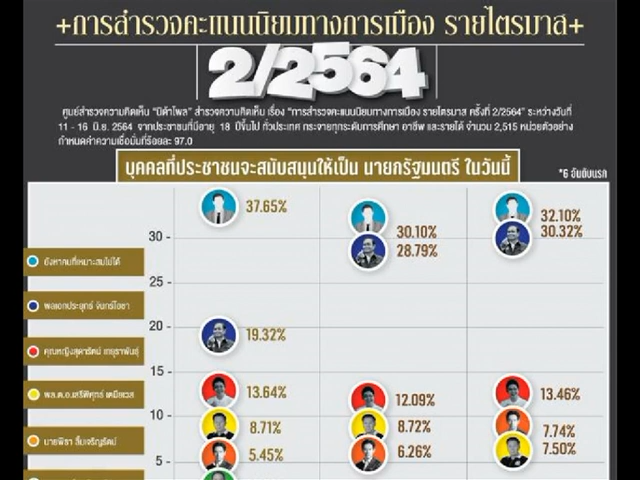 +การสำรวจคะแนนนิยมทางการเมือง รายไตรมาส+
2/2564
ศูนย์สำรวจความคิดเห็น "นิด้าโพล" สำรวจความคิดเห็น เรื่อง "การสำรวจคะแนนนิยมทางการเมือง รายไตรมาส ครั้งที่ 2/2564" ระหว่างวันที่
11 - 16 มิ.ย. 2564 จากประชาชนที่มีอายุ 18 ปีขึ้นไป ทั่วประเทศ กระจายทุกระดับการศึกษา อาชีพ และรายได้ จำนวน 2,515 หน่วยตัวอย่าง
กำหนดค่าความเชื่อมั่นที่ร้อยละ 97.0
บุคคลที่ประชาชนจะสนับสนุนให้เป็น นายกรัฐมนตรี ในวันนี้
*6 อันดับแรก
37.65%
30.10%
32.10%
30 -
28.79%
30.32%
ยังหาคนที่เหมาะสมไม่ได้
25 -
พลเอกประยุทธ์ จันทร์โอชา
20 -
19.32%
คุณหญิงสุดารัตน์ เกยุราพันธุ์
15 -
13.64%
12.09%
13.46%
พล.ต.อ.เสรีพิศุทธ์ เตมียเวส
10 -
8.71%
8.72%
7.74%
นายพิธา ลิ้มเจริญรัตน์
5 -
5.45%
6.26%
7.50%